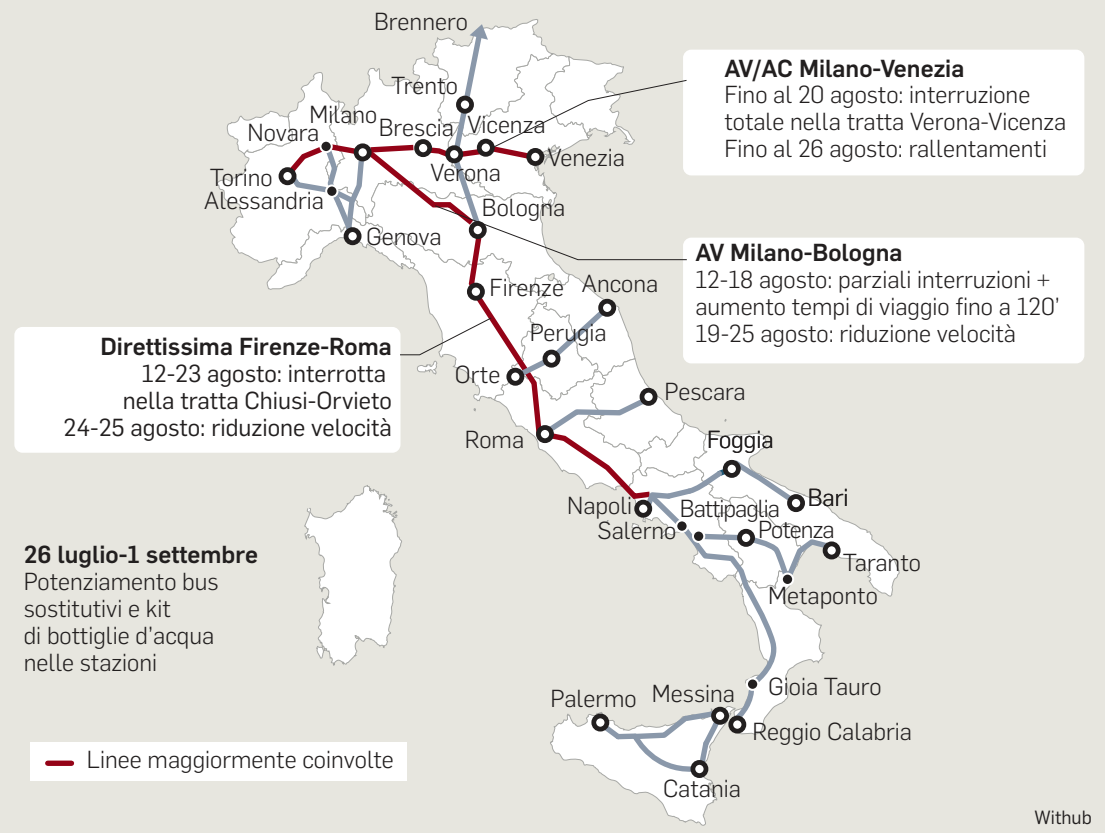 Brennero
Trento
Milano
Brescia
Vicenza
Novara
Venezia
Verona
Torino
Alessandria
Genova
Bologna
AV/AC Milano-Venezia
Fino al 20 agosto: interruzione
totale nella tratta Verona-Vicenza
Fino al 26 agosto: rallentamenti
AV Milano-Bologna
12-18 agosto: parziali interruzioni +
aumento tempi di viaggio fino a 120'
19-25 agosto: riduzione velocità
Firenze
Ancona
Perugia
Direttissima Firenze-Roma
12-23 agosto: interrotta
nella tratta Chiusi-Orvieto
24-25 agosto: riduzione velocità
Orte
Pescara
Roma
Foggia
Napoli
Bari
Battipaglia
Salerno
Potenza
Taranto
Metaponto
26 luglio-1 settembre
Potenziamento bus
sostitutivi e kit
di bottiglie d'acqua
nelle stazioni
Gioia Tauro
Palermo
Messina
Reggio Calabria
Catania
Linee maggiormente coinvolte
Withub